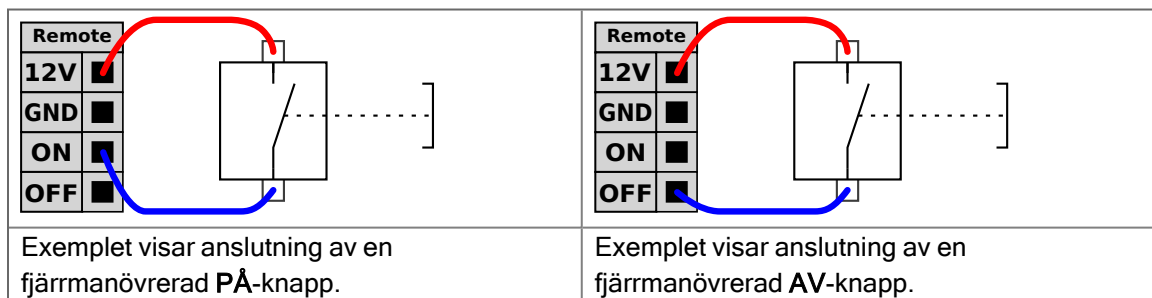 Remote
12V
GND
ON
OFF
Remote
12V
GND
ON
OFF
Exemplet visar anslutning av en
fjärrmanövrerad PÅ-knapp.
Exemplet visar anslutning av en
fjärrmanövrerad AV-knapp.